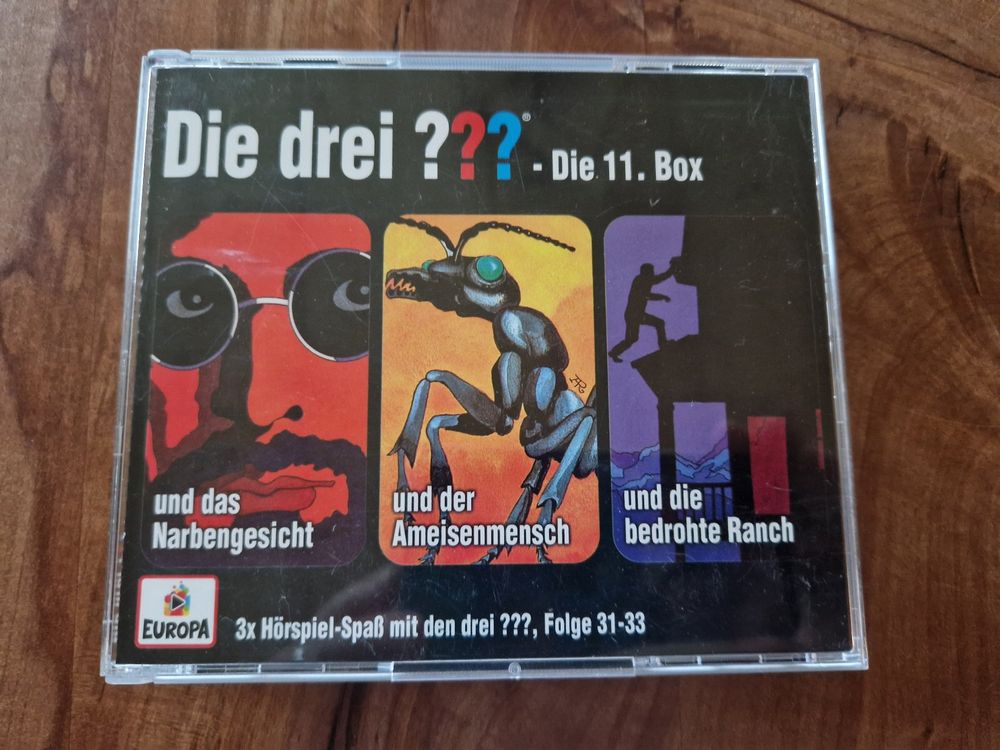 Die drei ???® - Die 11. Box
und das
Narbengesicht
und der
Ameisenmensch
und die
bedrohte Ranch
AR
EUROPA
3x Hörspiel-Spaß mit den drei ???, Folge 31-33